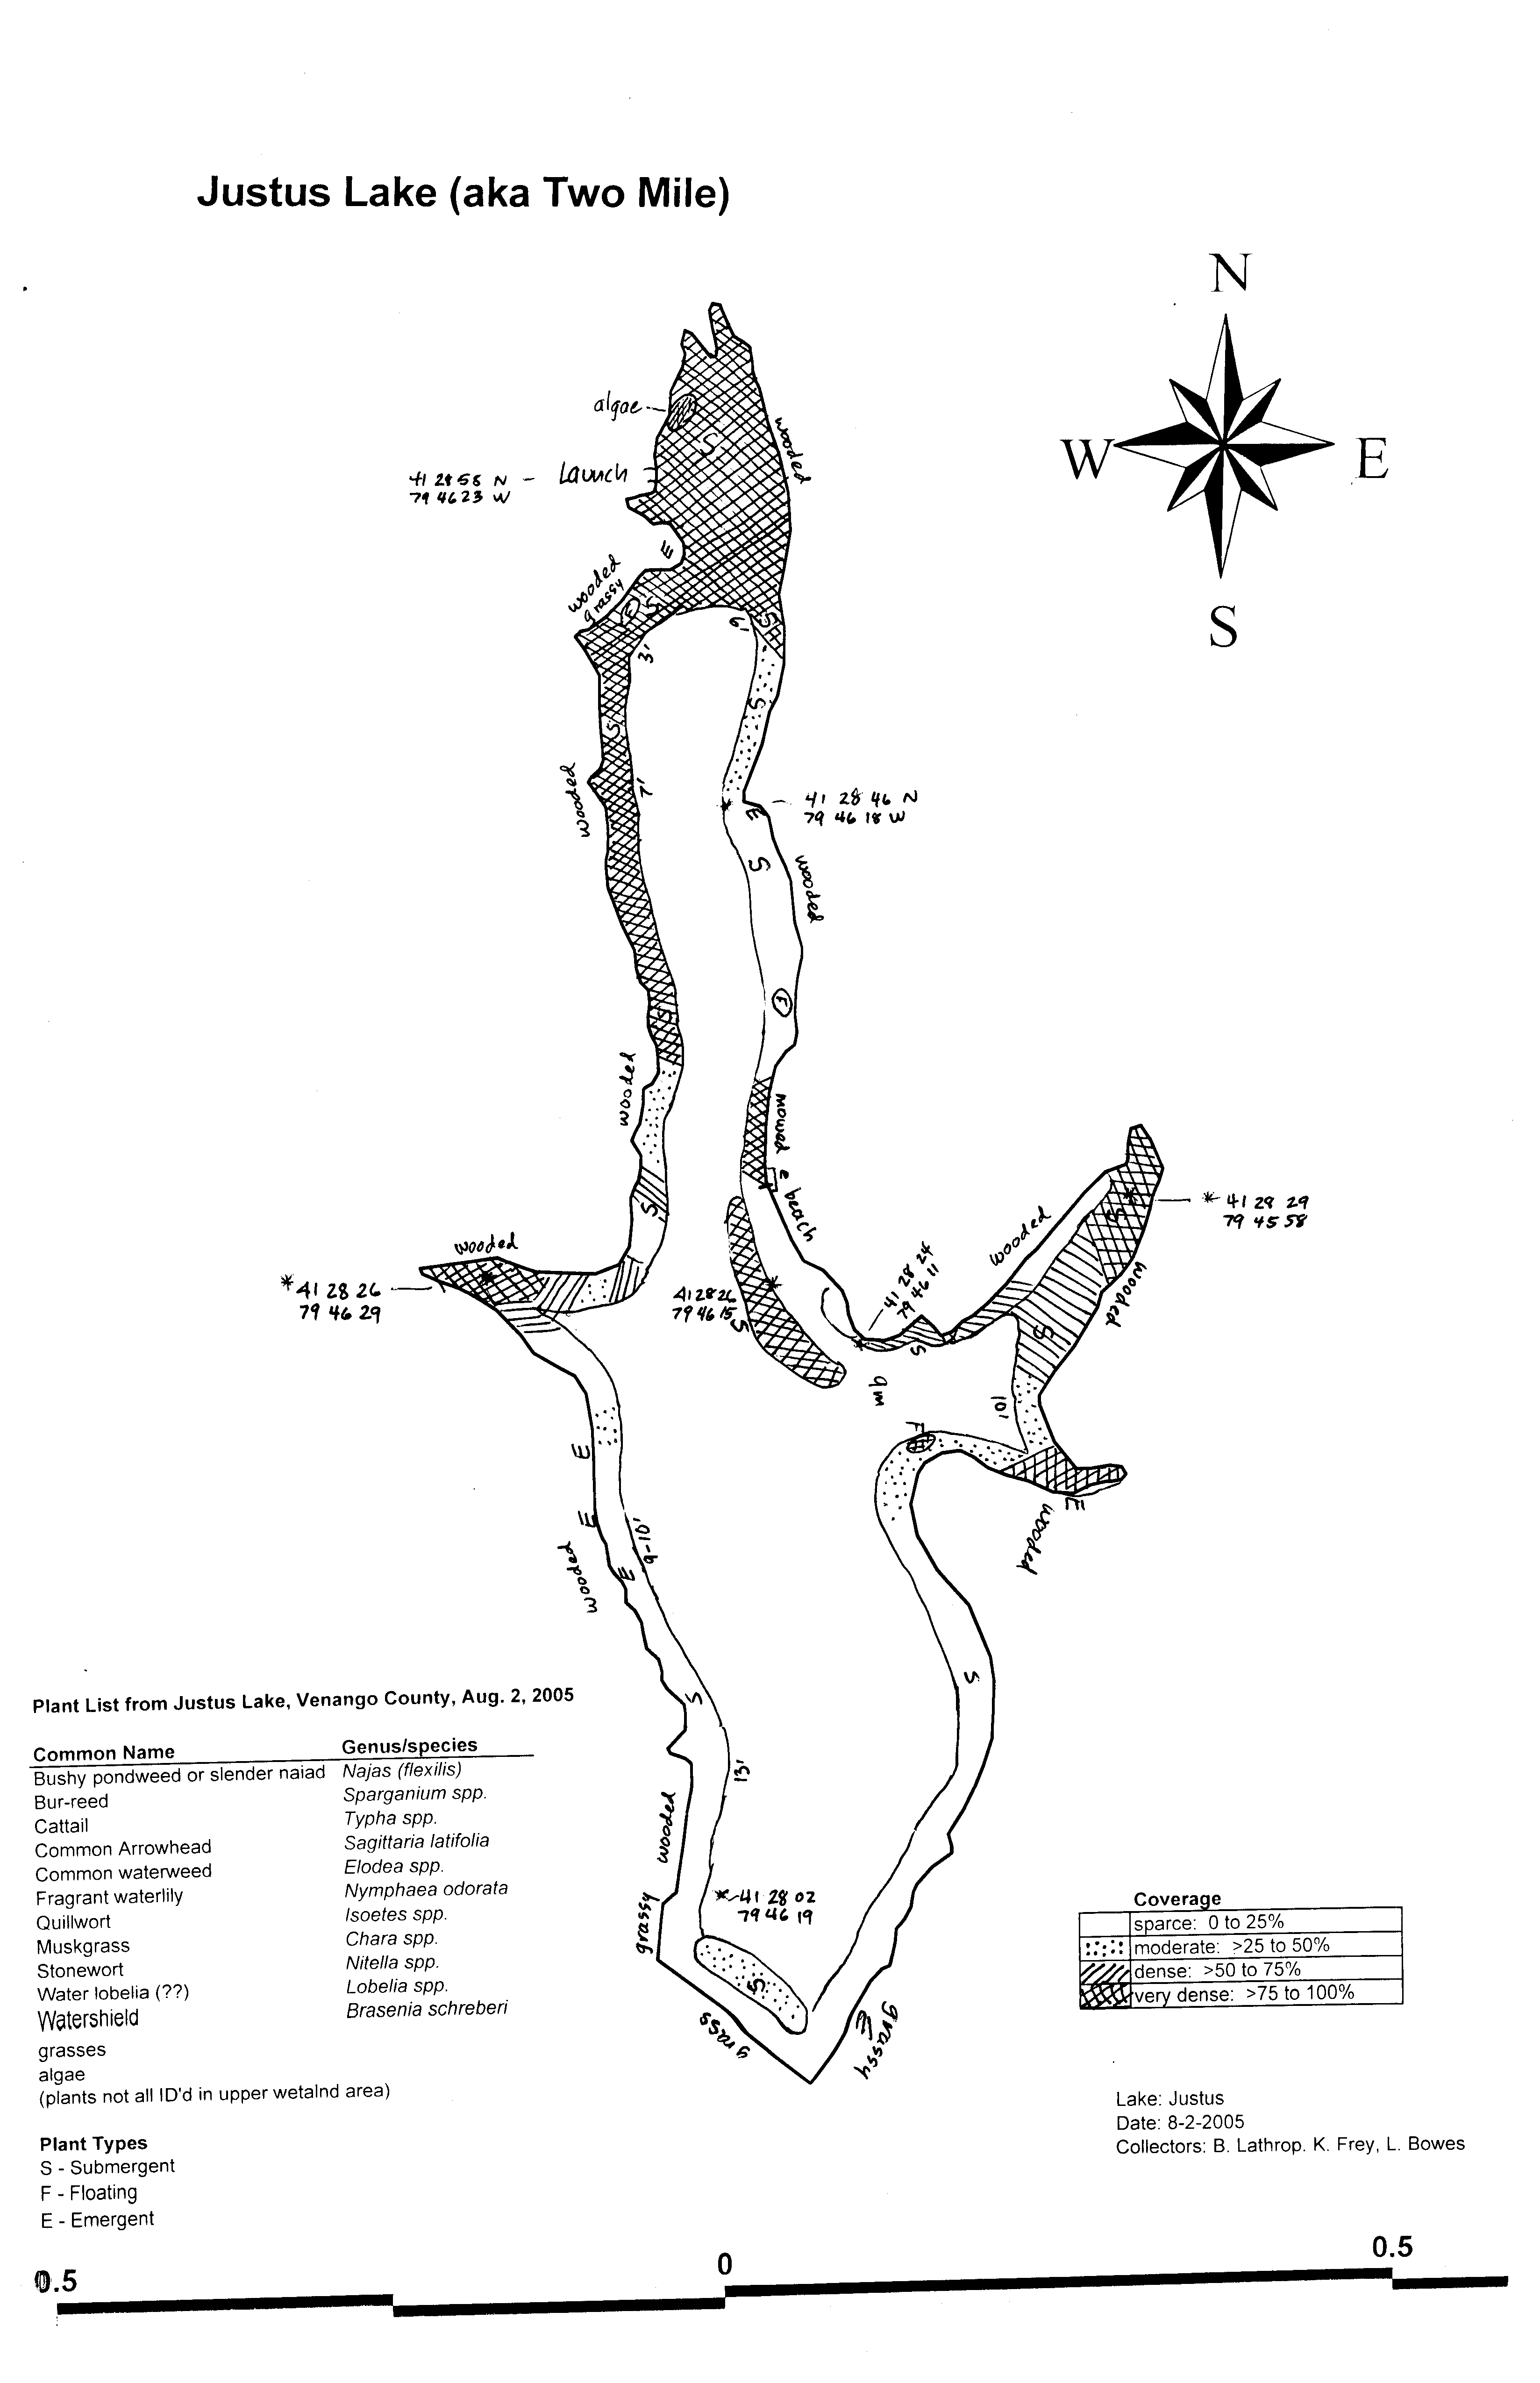 Justus Lake (aka Two Mile)
N
W
E
S
algae
wooded
S
Launch
41 28 58 N
79 46 23 W
E
wooded
grassy
E
S
S
9'
3'
S
S
wooded
7'
41 28 46 N
79 46 18 W
E
S
wooded
F
S
wooded
mowed e beach
S
wooded
* 41 28 29
79 45 58
S
wooded
wooded
* 41 28 26
79 46 29
41 28 26
79 46 15
S
41 28 24
79 46 11
S
S
wooded
9m
10'
F
E
E
E
E
wooded
wooded
9-10'
S
S
13'
wooded
grassy
*-41 28 02
79 46 19
S
grass
grassy
E
Plant List from Justus Lake, Venango County, Aug. 2, 2005
Common Name Genus/species
Bushy pondweed or slender naiad Najas (flexilis)
Bur-reed Sparganium spp.
Cattail Typha spp.
Common Arrowhead Sagittaria latifolia
Common waterweed Elodea spp.
Fragrant waterlily Nymphaea odorata
Quillwort Isoetes spp.
Muskgrass Chara spp.
Stonewort Nitella spp.
Water lobelia (??) Lobelia spp.
Watershield Brasenia schreberi
grasses
algae
(plants not all ID'd in upper wetalnd area)
Plant Types
S - Submergent
F - Floating
E - Emergent
Coverage
sparce: 0 to 25%
moderate: >25 to 50%
dense: >50 to 75%
very dense: >75 to 100%
Lake: Justus
Date: 8-2-2005
Collectors: B. Lathrop. K. Frey, L. Bowes
0.5
0
0.5